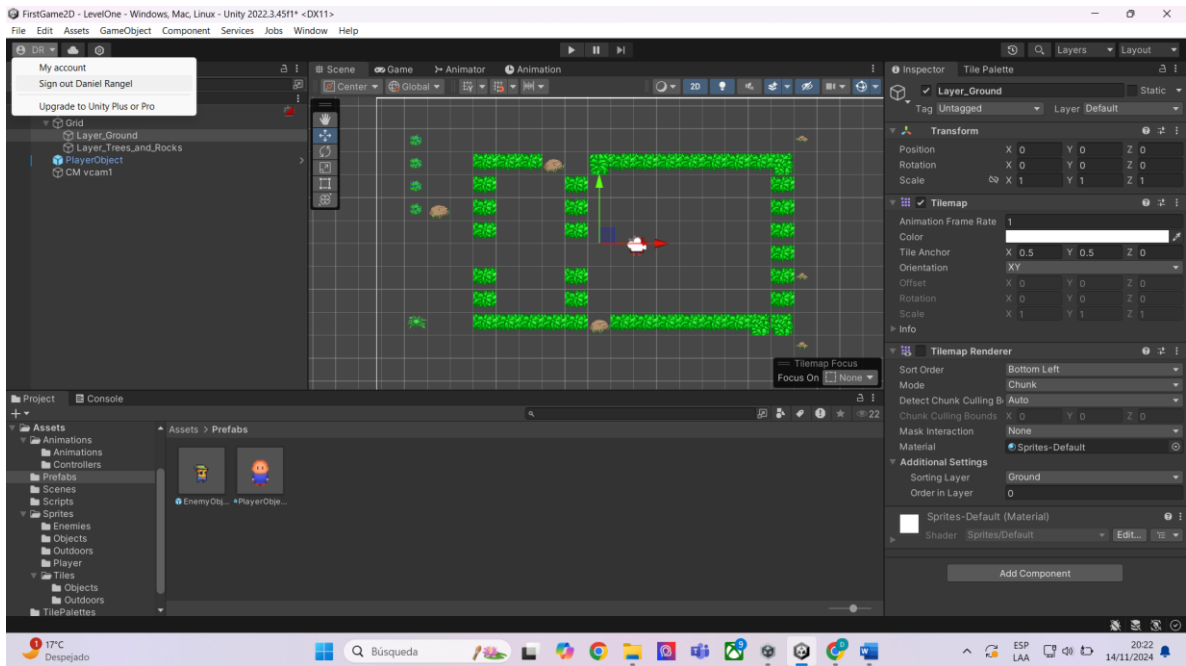 FirstGame2D - LevelOne - Windows, Mac, Linux - Unity 2022.3.45f1* <DX11>
File Edit Assets GameObject Component Services Jobs Window Help
DR Layers Layout
My account
Sign out Daniel Rangel
Upgrade to Unity Plus or Pro
Grid
Layer_Ground
Layer_Trees_and_Rocks
PlayerObject
CM vcam1
Scene Game Animator Animation
Center Global 2D
Tilemap Focus
Focus On None
Inspector Tile Palette
Layer_Ground Static
Tag Untagged Layer Default
Transform
Position X 0 Y 0 Z 0
Rotation X 0 Y 0 Z 0
Scale X 1 Y 1 Z 1
Tilemap
Animation Frame Rate 1
Color
Tile Anchor X 0.5 Y 0.5 Z 0
Orientation XY
Offset X 0 Y 0 Z 0
Rotation X 0 Y 0 Z 0
Scale X 1 Y 1 Z 1
Info
Tilemap Renderer
Sort Order Bottom Left
Mode Chunk
Detect Chunk Culling B Auto
Chunk Culling Bounds X 0 Y 0 Z 0
Mask Interaction None
Material Sprites-Default
Additional Settings
Sorting Layer Ground
Order in Layer 0
Sprites-Default (Material)
Shader Sprites/Default Edit...
Add Component
Project Console
22
Assets
Animations
Animations
Controllers
Prefabs
Scenes
Scripts
Sprites
Enemies
Objects
Outdoors
Player
Tiles
Objects
Outdoors
TilePalettes
Assets > Prefabs
EnemyObj... PlayerObje...
1
17°C
Despejado
Búsqueda
9
ESP
LAA
20:22
14/11/2024